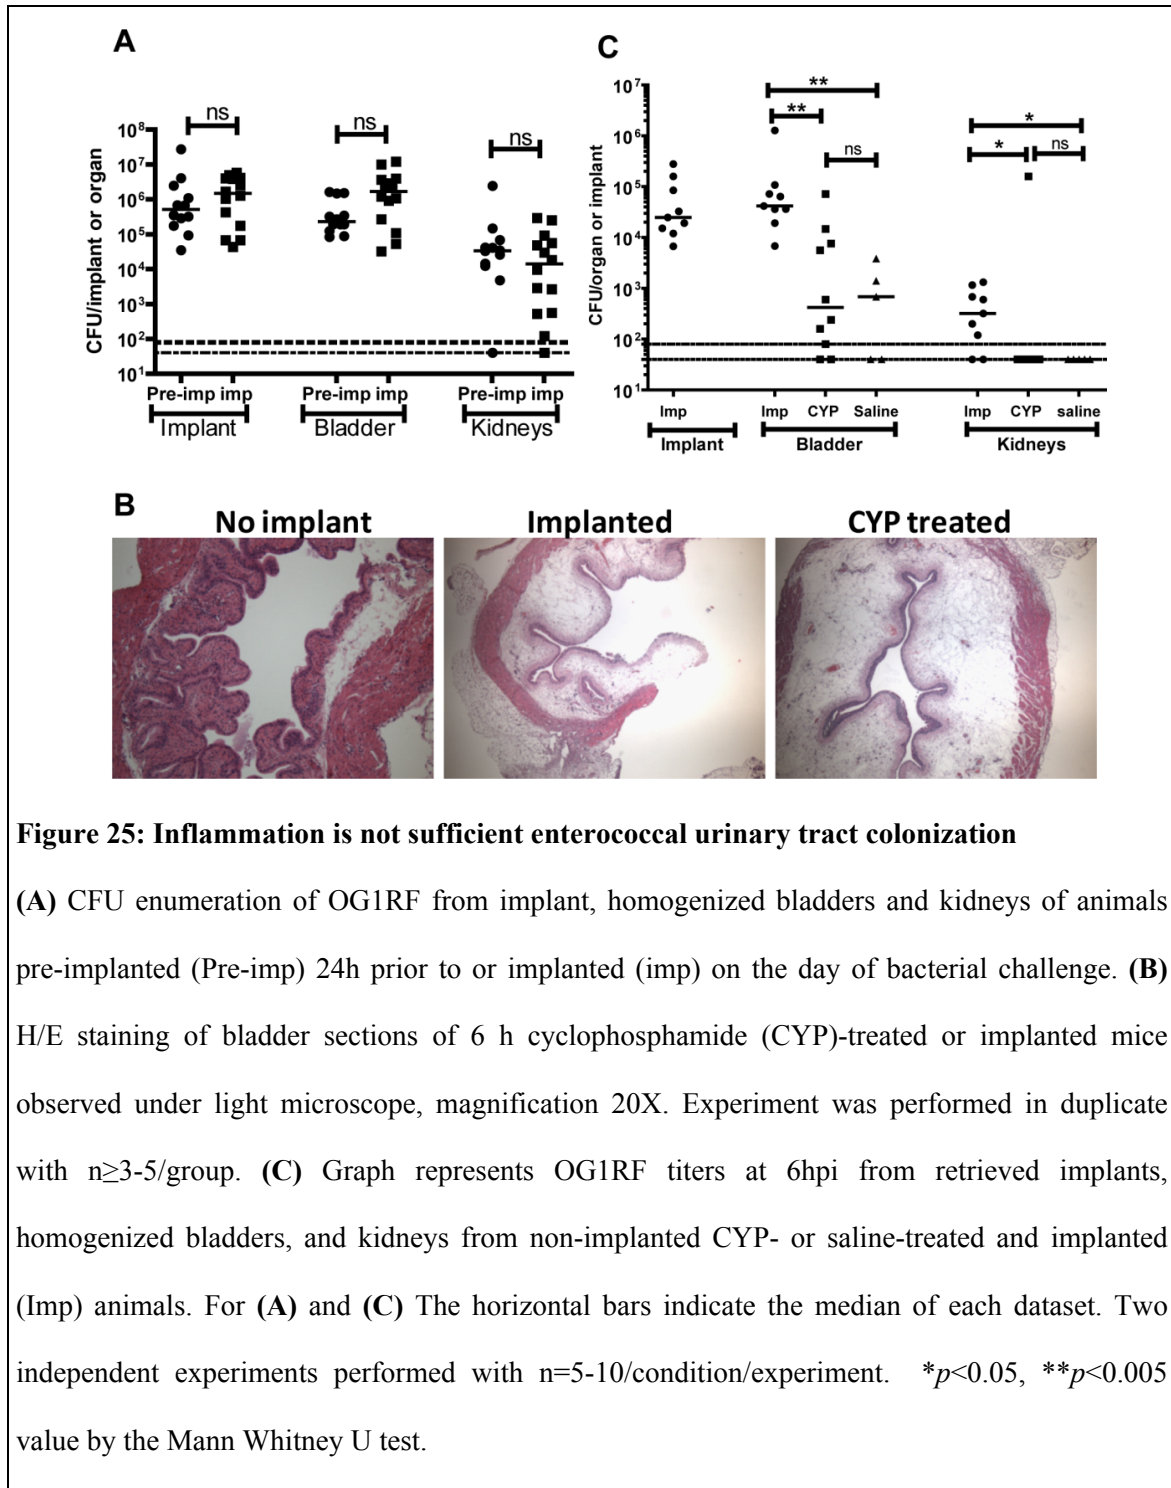 A
CFU/implant or organ
10⁸
10⁷
10⁶
10⁵
10⁴
10³
10²
10¹
ns
ns
ns
Pre-imp imp
Pre-imp imp
Pre-imp imp
Implant
Bladder
Kidneys
C
CFU/organ or implant
10⁷
10⁶
10⁵
10⁴
10³
10²
10¹
**
**
ns
*
*
ns
Imp
Imp
CYP
Saline
Imp
CYP
saline
Implant
Bladder
Kidneys
B
No implant
Implanted
CYP treated
Figure 25: Inflammation is not sufficient enterococcal urinary tract colonization
(A) CFU enumeration of OG1RF from implant, homogenized bladders and kidneys of animals
pre-implanted (Pre-imp) 24h prior to or implanted (imp) on the day of bacterial challenge. (B)
H/E staining of bladder sections of 6 h cyclophosphamide (CYP)-treated or implanted mice
observed under light microscope, magnification 20X. Experiment was performed in duplicate
with n≥3-5/group. (C) Graph represents OG1RF titers at 6hpi from retrieved implants,
homogenized bladders, and kidneys from non-implanted CYP- or saline-treated and implanted
(Imp) animals. For (A) and (C) The horizontal bars indicate the median of each dataset. Two
independent experiments performed with n=5-10/condition/experiment. *p<0.05, **p<0.005
value by the Mann Whitney U test.